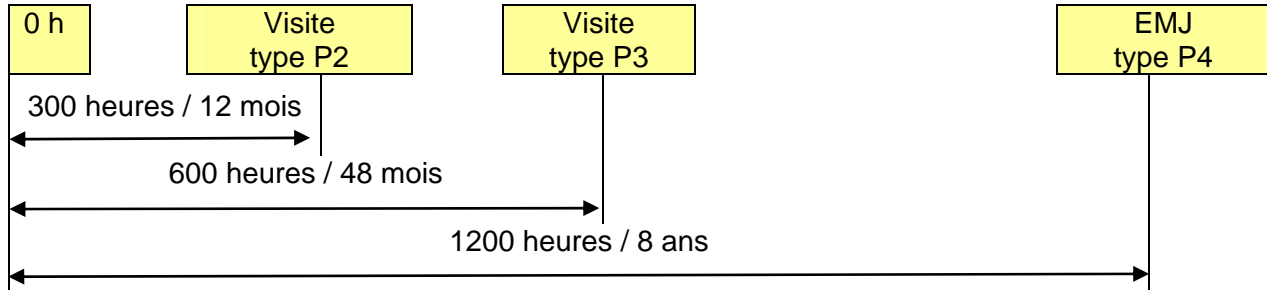 0 h
Visite
type P2
Visite
type P3
EMJ
type P4
300 heures / 12 mois
600 heures / 48 mois
1200 heures / 8 ans